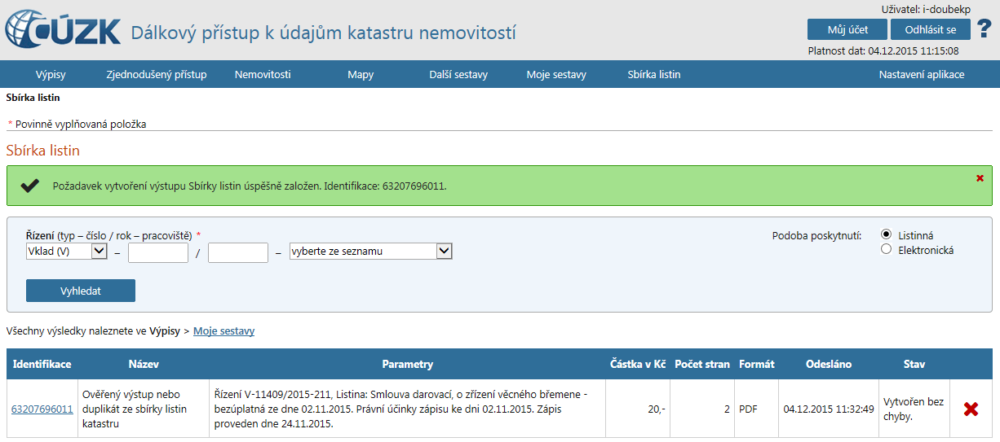 ČÚZK
Dálkový přístup k údajům katastru nemovitostí
Uživatel: i-doubekp
Můj účet
Odhlásit se
?
Platnost dat: 04.12.2015 11:15:08
Výpisy
Zjednodušený přístup
Nemovitosti
Mapy
Další sestavy
Moje sestavy
Sbírka listin
Nastavení aplikace
Sbírka listin
* Povinně vyplňovaná položka
Sbírka listin
Požadavek vytvoření výstupu Sbírky listin úspěšně založen. Identifikace: 63207696011.
Řízení (typ – číslo / rok – pracoviště) *
Vklad (V) – / – vyberte ze seznamu
Podoba poskytnutí:
Listinná
Elektronická
Vyhledat
Všechny výsledky naleznete ve Výpisy > Moje sestavy
Identifikace
Název
Parametry
Částka v Kč
Počet stran
Formát
Odesláno
Stav
63207696011
Ověřený výstup nebo
duplikát ze sbírky listin
katastru
Řízení V-11409/2015-211, Listina: Smlouva darovací, o zřízení věcného břemene -
bezúplatná ze dne 02.11.2015. Právní účinky zápisu ke dni 02.11.2015. Zápis
proveden dne 24.11.2015.
20,-
2
PDF
04.12.2015 11:32:49
Vytvořen bez
chyby.